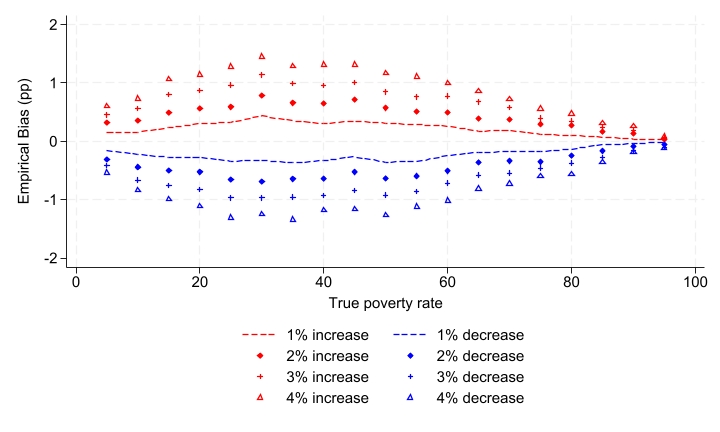 2
1
0
-1
-2
Empirical Bias (pp)
0 20 40 60 80 100
True poverty rate
1% increase 1% decrease
2% increase 2% decrease
3% increase 3% decrease
4% increase 4% decrease